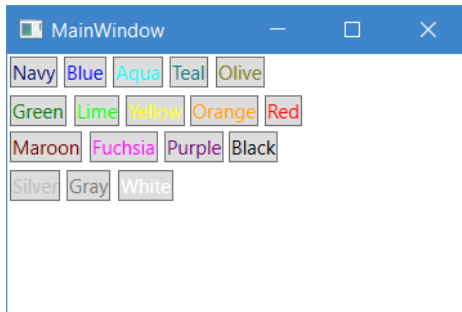 MainWindow
Navy Blue Aqua Teal Olive
Green Lime Yellow Orange Red
Maroon Fuchsia Purple Black
Silver Gray White